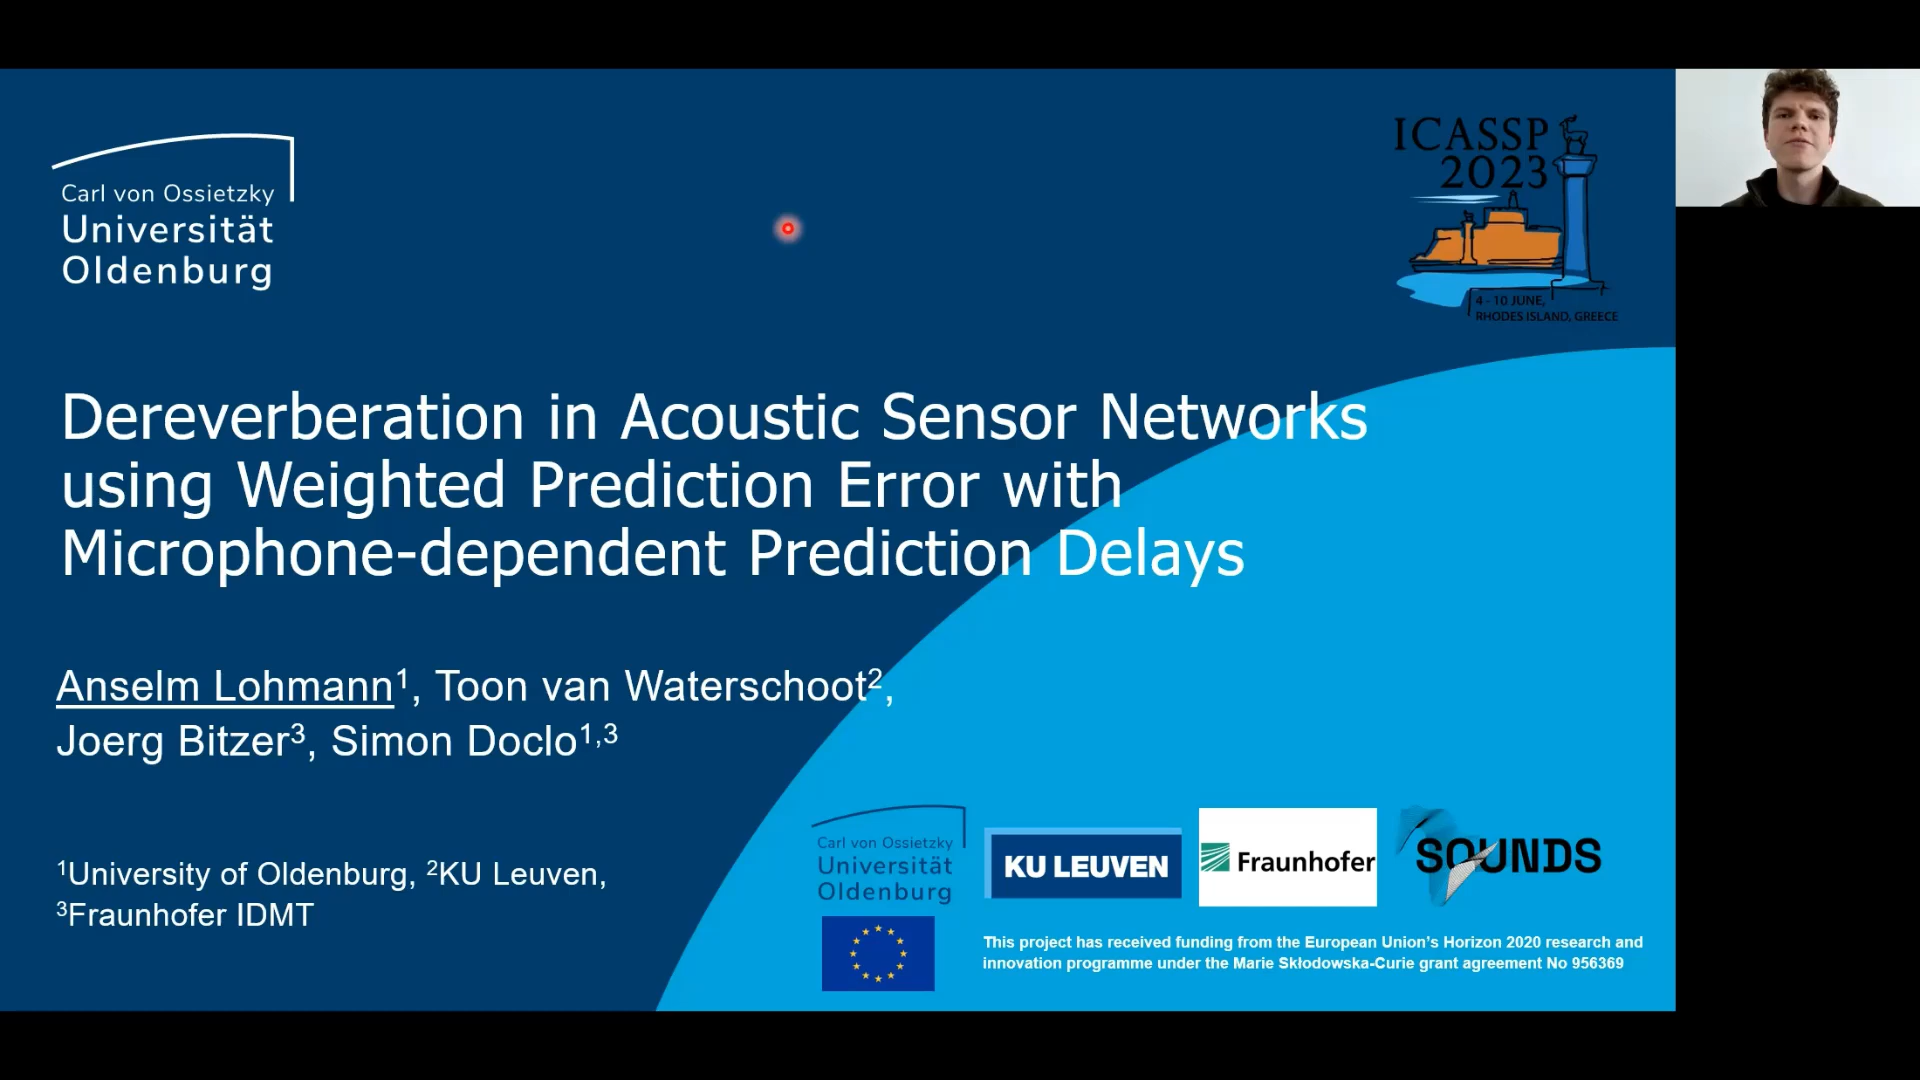 Carl von Ossietzky
Universität
Oldenburg
ICASSP
2023
4 - 10 JUNE,
RHODES ISLAND, GREECE
Dereverberation in Acoustic Sensor Networks
using Weighted Prediction Error with
Microphone-dependent Prediction Delays
Anselm Lohmann¹, Toon van Waterschoot²,
Joerg Bitzer³, Simon Doclo¹,³
¹University of Oldenburg, ²KU Leuven,
³Fraunhofer IDMT
Carl von Ossietzky
Universität
Oldenburg
KU LEUVEN
Fraunhofer
SOUNDS
This project has received funding from the European Union's Horizon 2020 research and
innovation programme under the Marie Skłodowska-Curie grant agreement No 956369